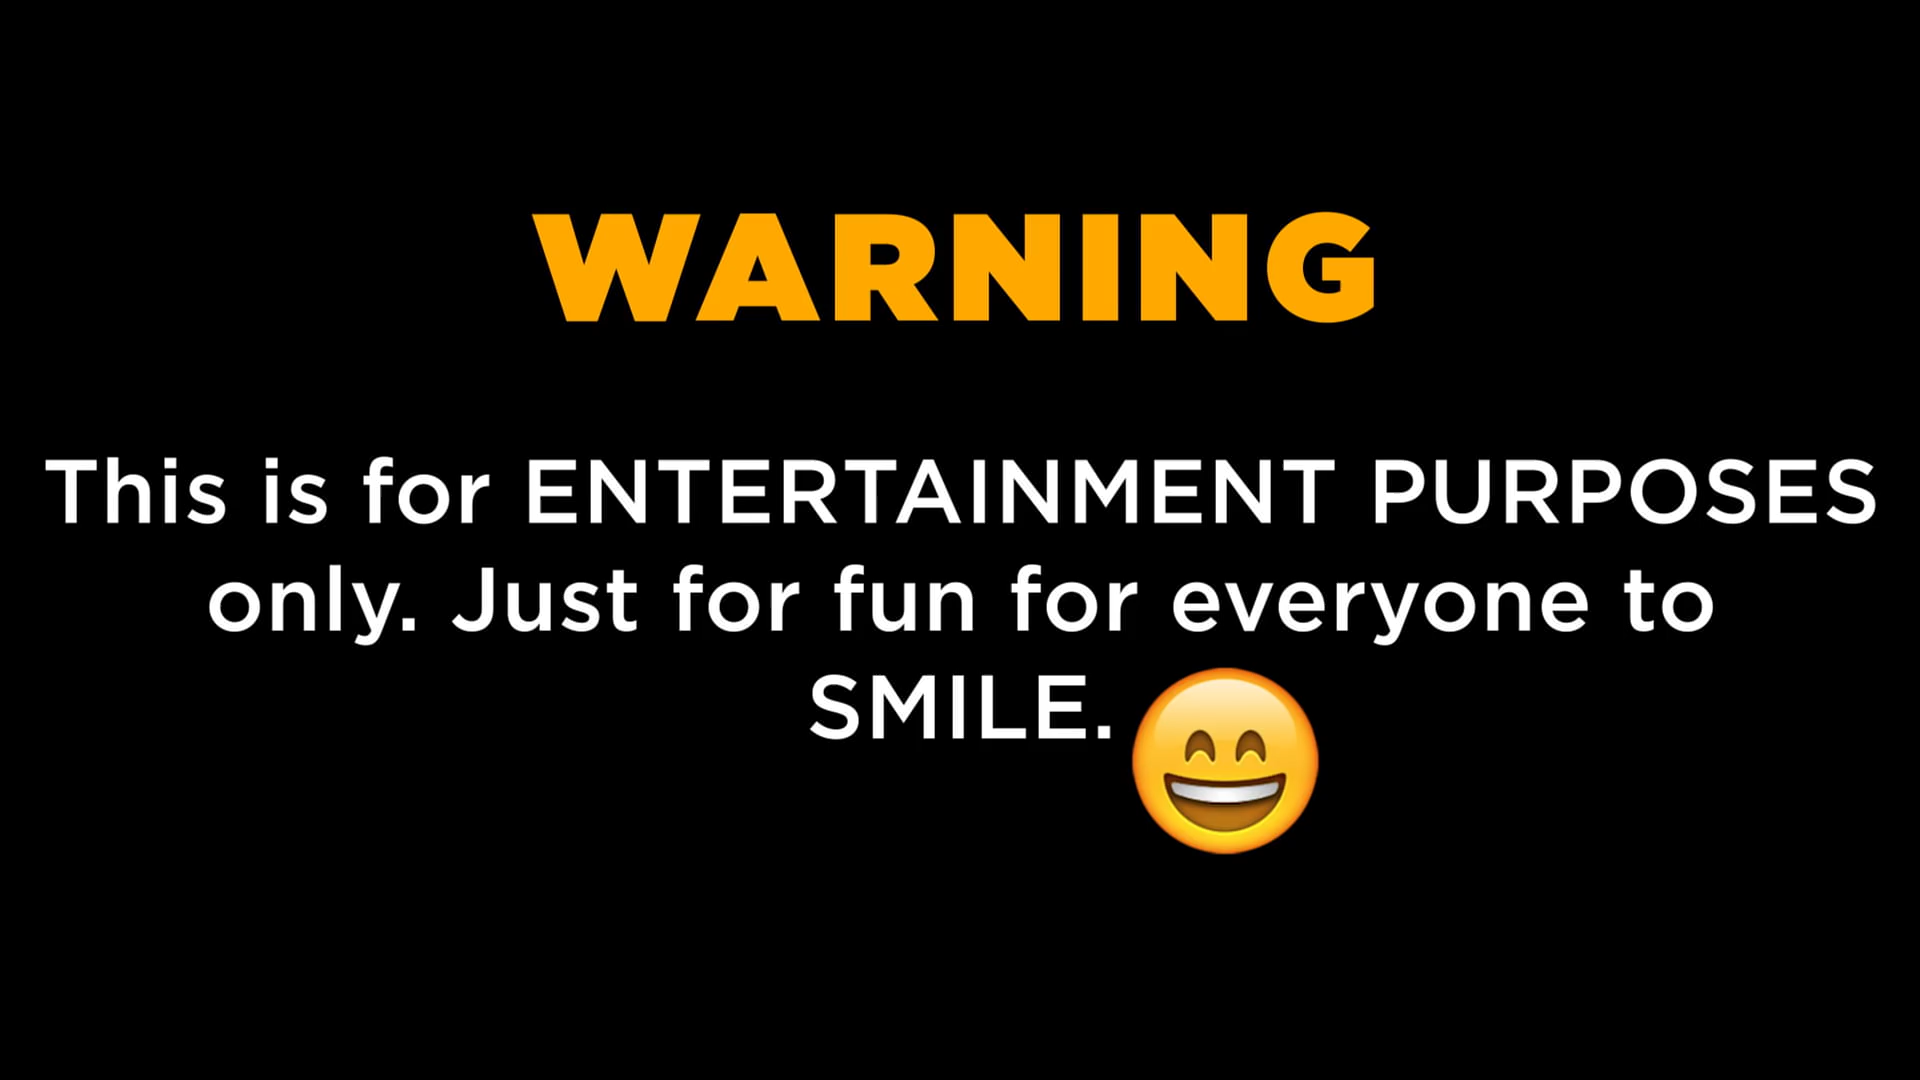 WARNING
This is for ENTERTAINMENT PURPOSES
only. Just for fun for everyone to
SMILE.